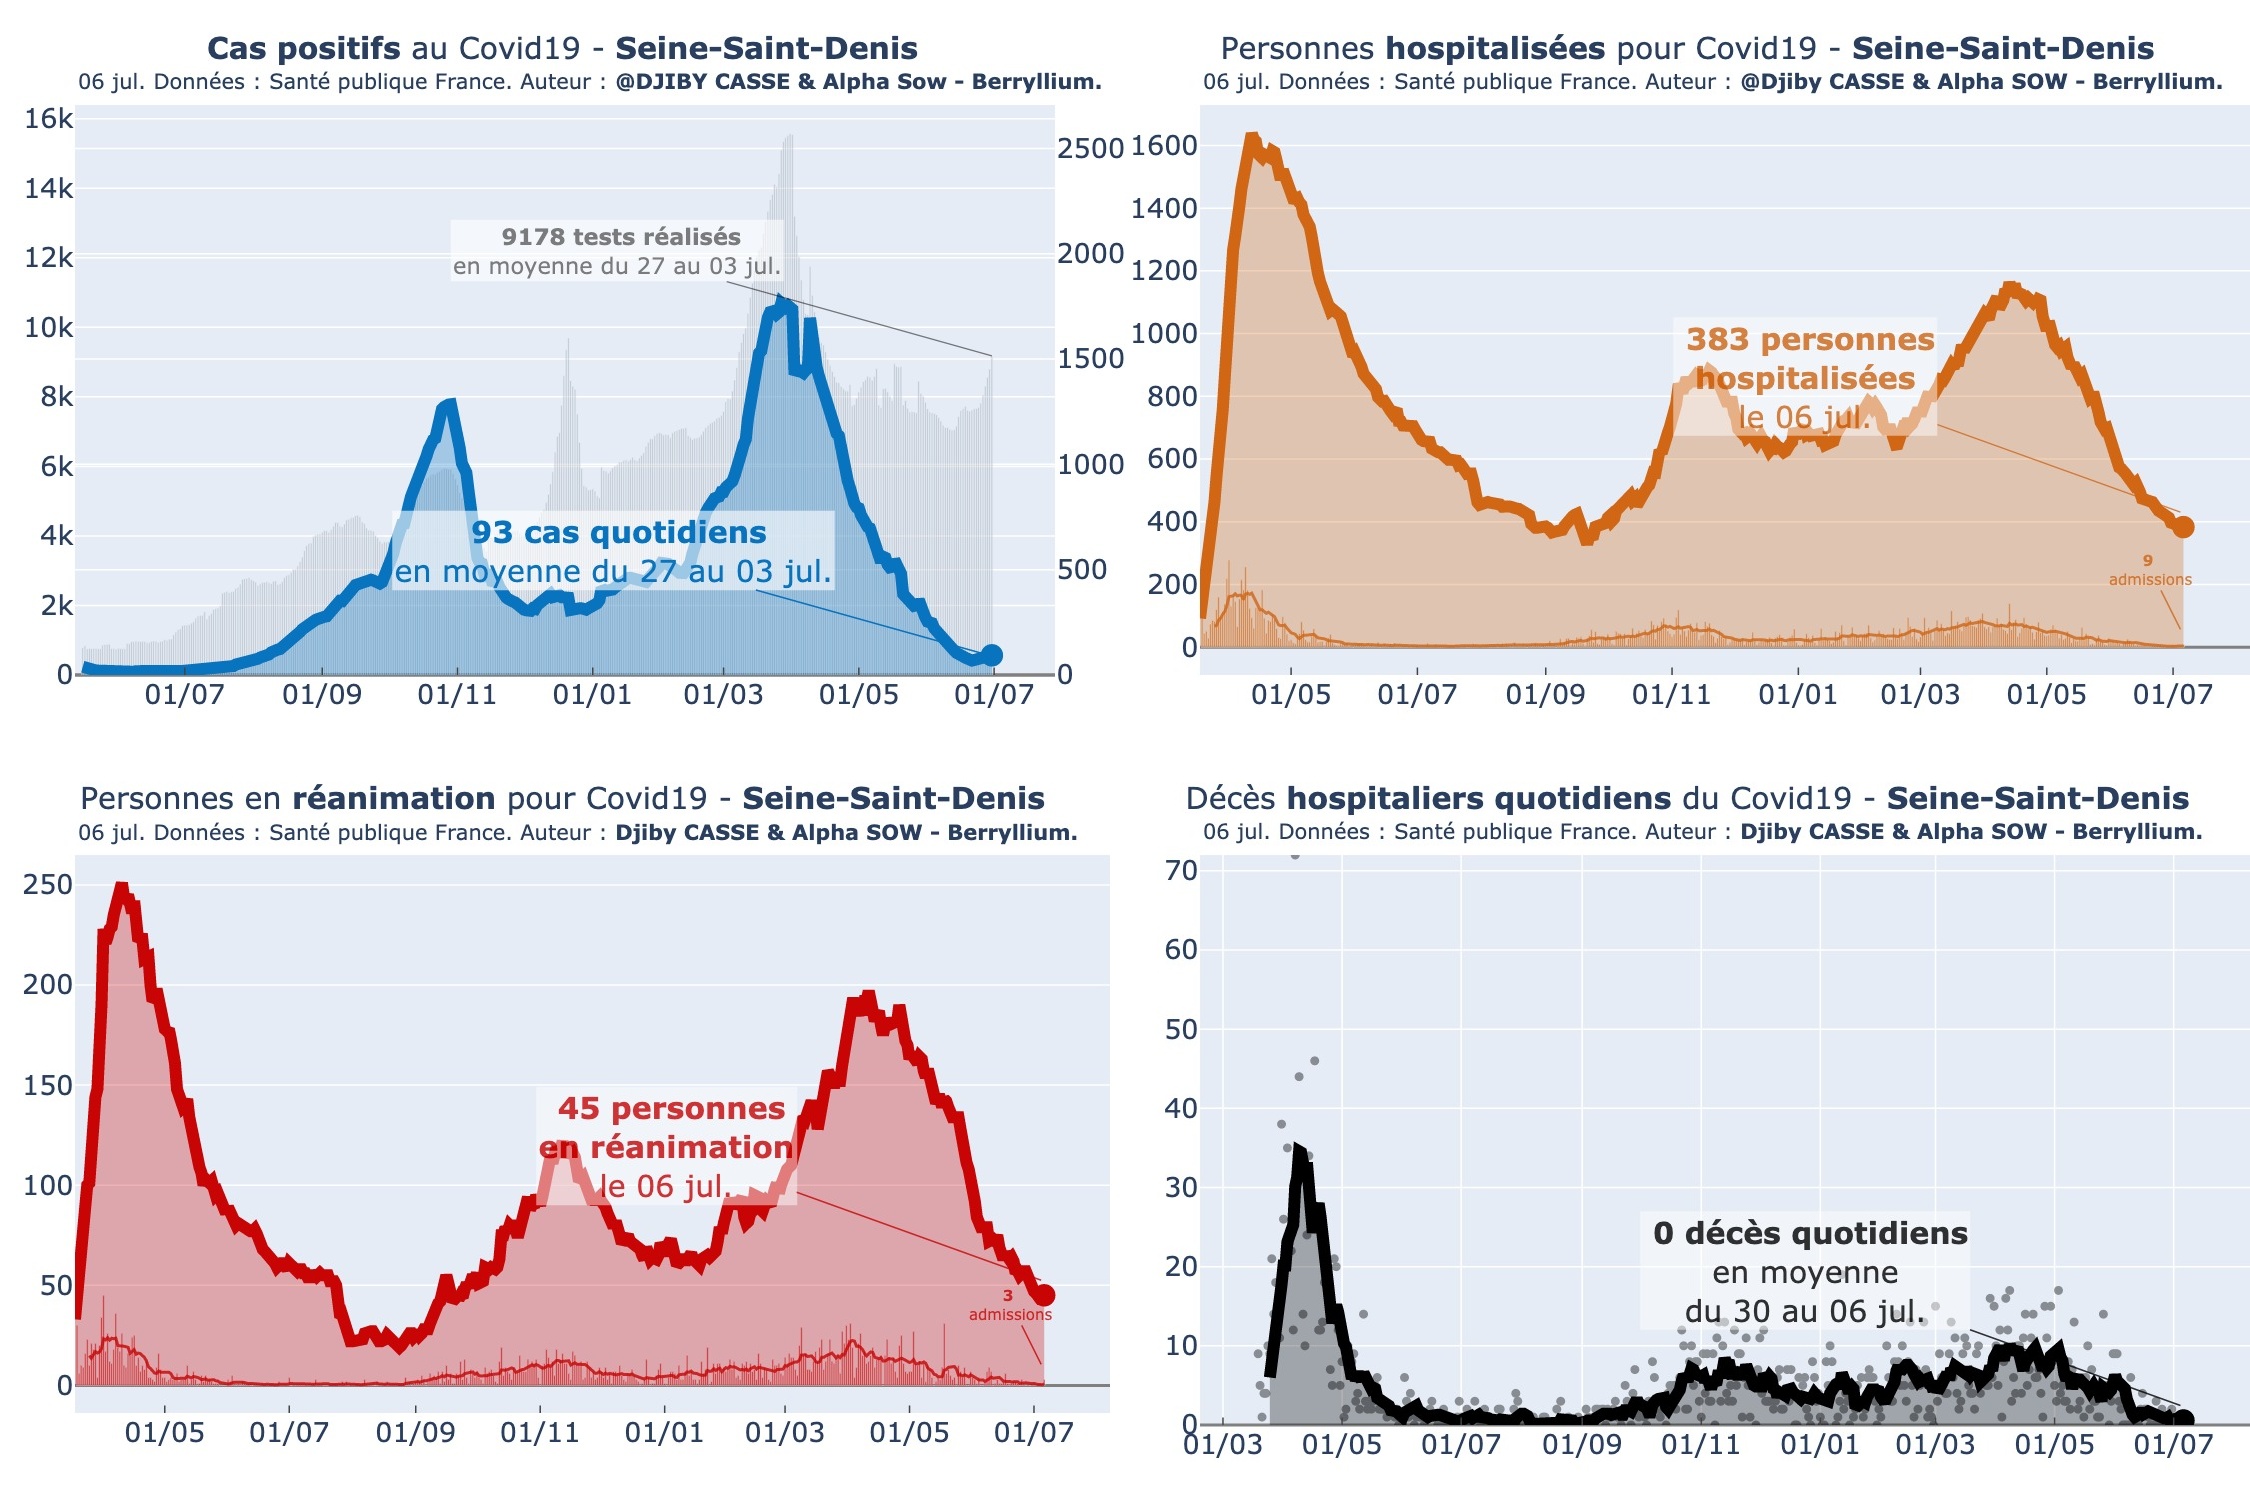 Cas positifs au Covid19 - Seine-Saint-Denis
06 jul. Données : Santé publique France. Auteur : @DJIBY CASSE & Alpha Sow - Berryllium.
16k
14k
12k
10k
8k
6k
4k
2k
0
2500
2000
1500
1000
500
0
9178 tests réalisés
en moyenne du 27 au 03 jul.
93 cas quotidiens
en moyenne du 27 au 03 jul.
01/07 01/09 01/11 01/01 01/03 01/05 01/07
Personnes hospitalisées pour Covid19 - Seine-Saint-Denis
06 jul. Données : Santé publique France. Auteur : @Djiby CASSE & Alpha SOW - Berryllium.
1600
1400
1200
1000
800
600
400
200
0
383 personnes
hospitalisées
le 06 jul.
9
admissions
01/05 01/07 01/09 01/11 01/01 01/03 01/05 01/07
Personnes en réanimation pour Covid19 - Seine-Saint-Denis
06 jul. Données : Santé publique France. Auteur : Djiby CASSE & Alpha SOW - Berryllium.
250
200
150
100
50
0
45 personnes
en réanimation
le 06 jul.
3
admissions
01/05 01/07 01/09 01/11 01/01 01/03 01/05 01/07
Décès hospitaliers quotidiens du Covid19 - Seine-Saint-Denis
06 jul. Données : Santé publique France. Auteur : Djiby CASSE & Alpha SOW - Berryllium.
70
60
50
40
30
20
10
0
0 décès quotidiens
en moyenne
du 30 au 06 jul.
01/03 01/05 01/07 01/09 01/11 01/01 01/03 01/05 01/07